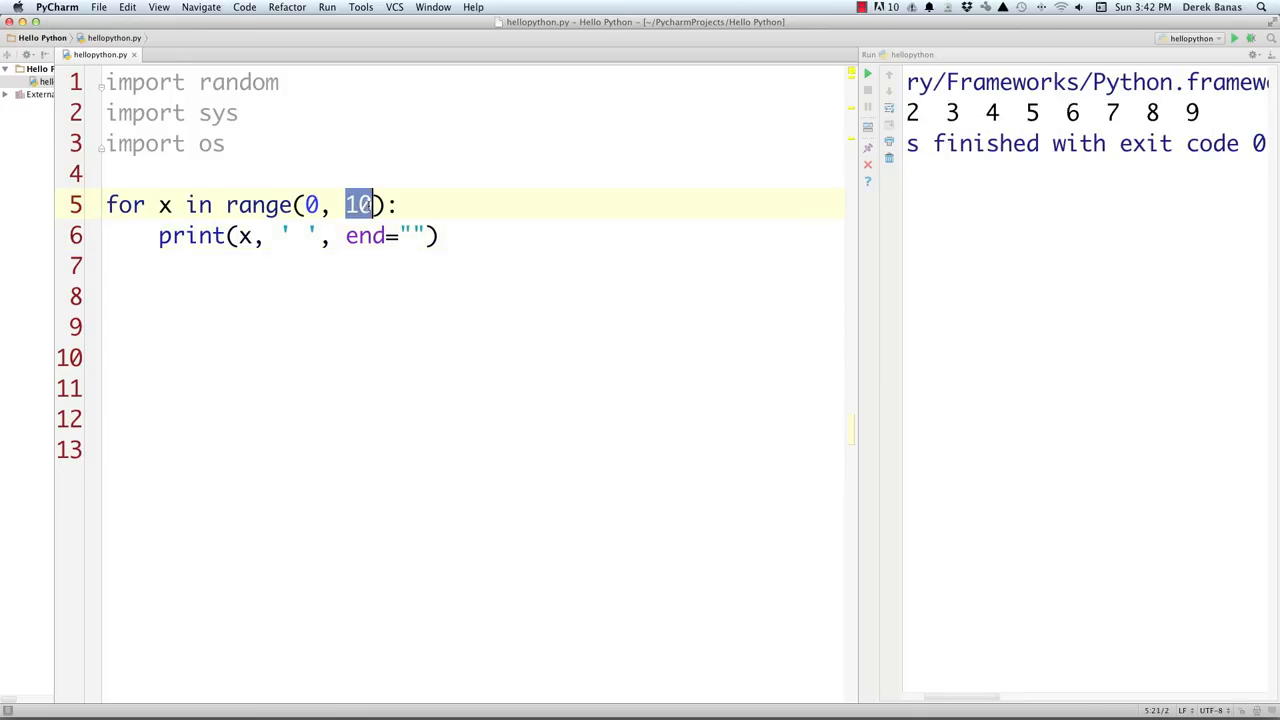 PyCharm File Edit View Navigate Code Refactor Run Tools VCS Window Help 10 Sun 3:42 PM Derek Banas
hellopython.py - Hello Python - [~/PycharmProjects/Hello Python]
Hello Python hellopython.py hellopython
hellopython.py Run hellopython
Hello F
hello
Externa
1 import random
2 import sys
3 import os
4
5 for x in range(0, 10):
6 print(x, ' ', end="")
7
8
9
10
11
12
13
ry/Frameworks/Python.framew
2 3 4 5 6 7 8 9
s finished with exit code 0
5:21/2 LF UTF-8